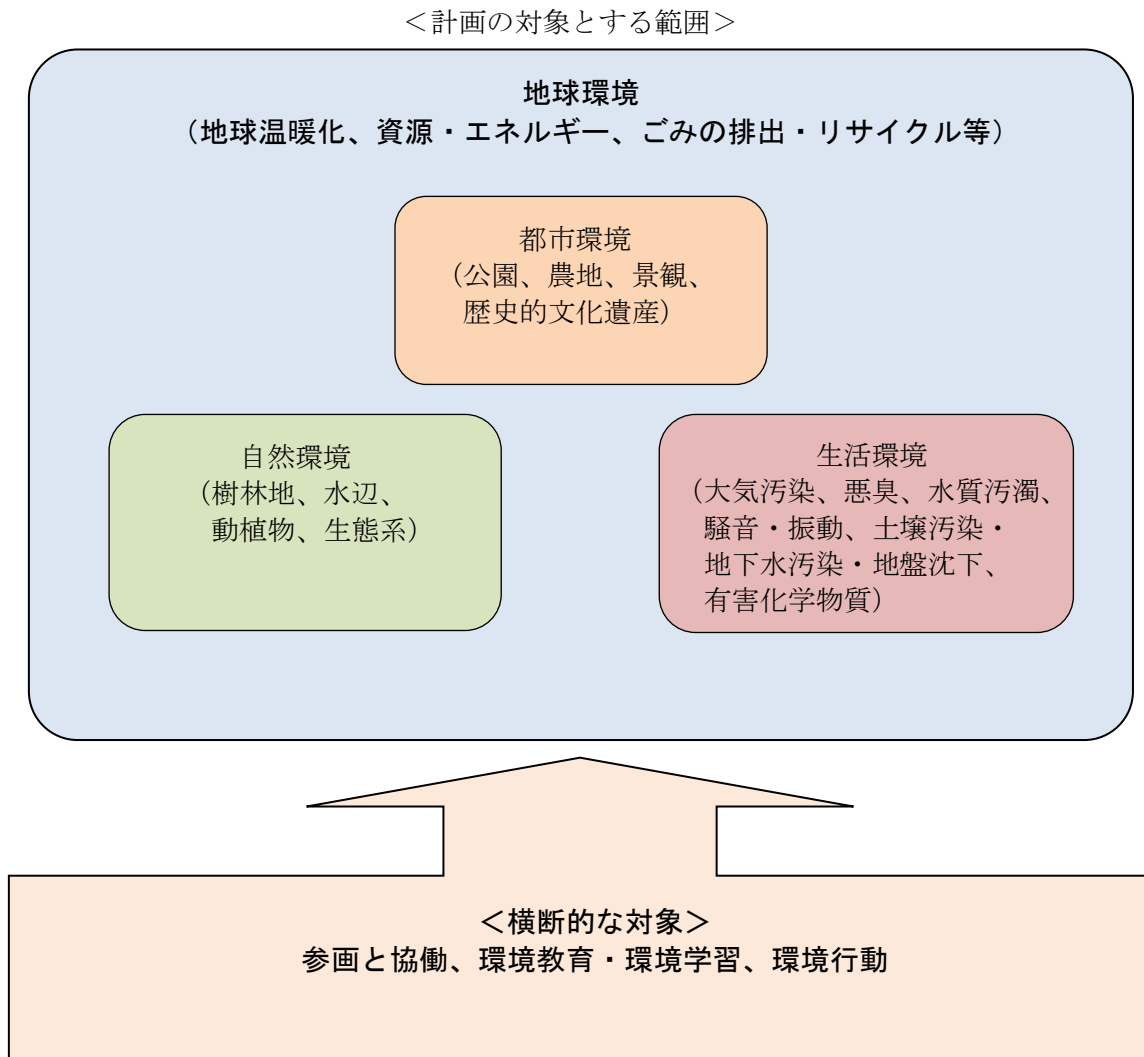 ＜計画の対象とする範囲＞
地球環境
（地球温暖化、資源・エネルギー、ごみの排出・リサイクル等）
都市環境
（公園、農地、景観、
歴史的文化遺産）
自然環境
（樹林地、水辺、
動植物、生態系）
生活環境
（大気汚染、悪臭、水質汚濁、
騒音・振動、土壌汚染・
地下水汚染・地盤沈下、
有害化学物質）
＜横断的な対象＞
参画と協働、環境教育・環境学習、環境行動